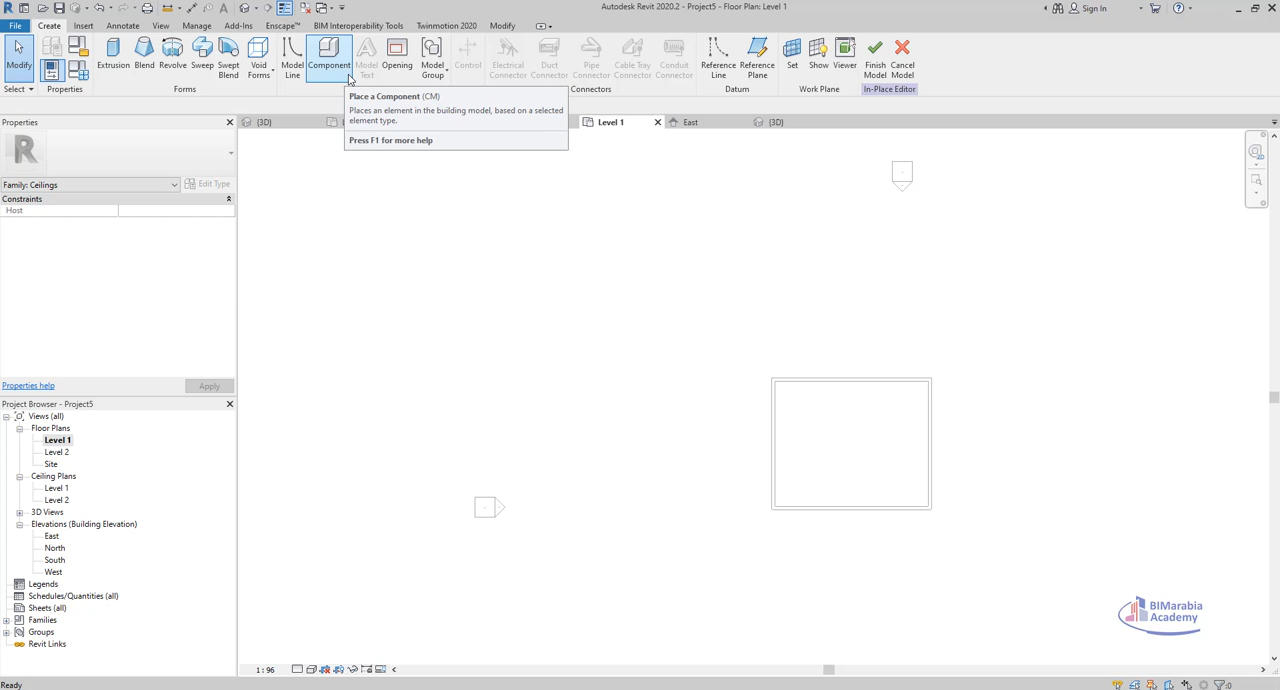 Autodesk Revit 2020.2 - Project5 - Floor Plan: Level 1
Sign In
File Create Insert Annotate View Manage Add-Ins Enscape™ BIM Interoperability Tools Twinmotion 2020 Modify
Modify
Extrusion Blend Revolve Sweep Swept Blend Void Forms
Model Line Component Model Text Opening Model Group Control
Electrical Connector Duct Connector Pipe Connector Cable Tray Connector Conduit Connector
Reference Line Reference Plane Set Show Viewer Finish Model Cancel Model
Select Properties Forms Connectors Datum Work Plane In-Place Editor
Place a Component (CM)
Places an element in the building model, based on a selected
element type.
Press F1 for more help
Properties
{3D} Level 1 East {3D}
Family: Ceilings Edit Type
Constraints
Host
Properties help Apply
Project Browser - Project5
Views (all)
Floor Plans
Level 1
Level 2
Site
Ceiling Plans
Level 1
Level 2
3D Views
Elevations (Building Elevation)
East
North
South
West
Legends
Schedules/Quantities (all)
Sheets (all)
Families
Groups
Revit Links
BIMarabia
Academy
1 : 96
Ready
:0